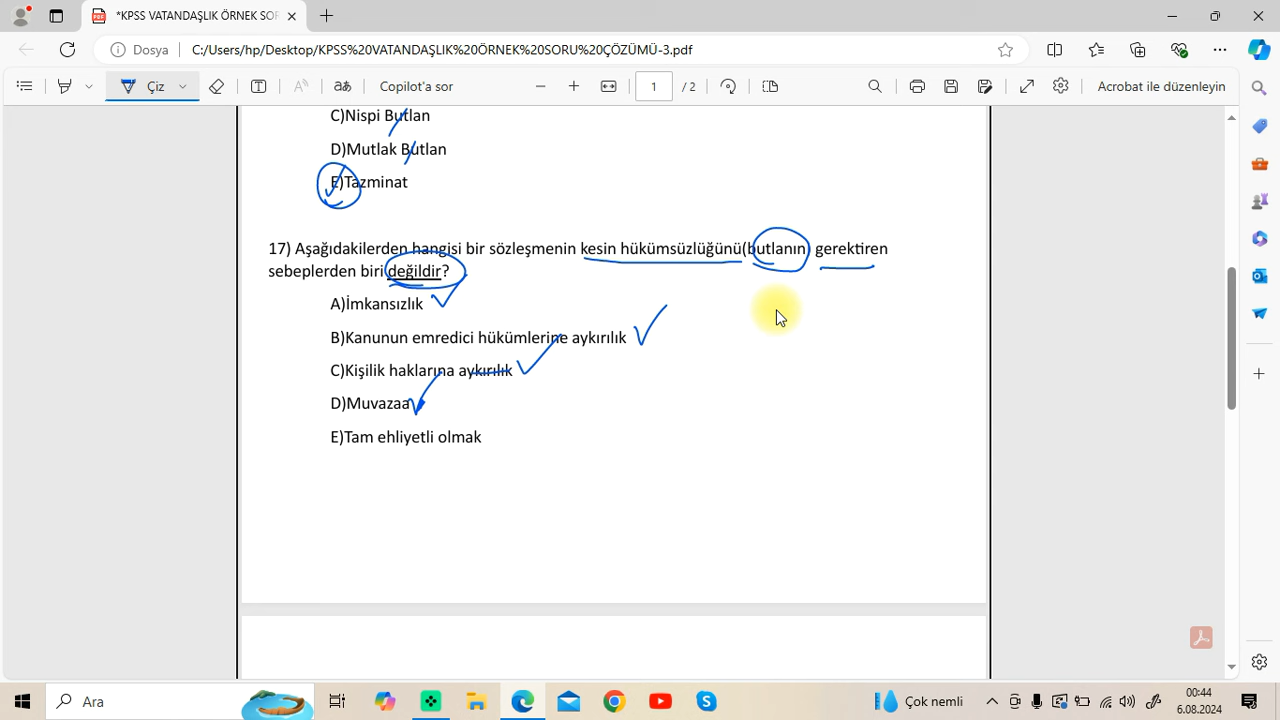 *KPSS VATANDAŞLIK ÖRNEK SOR
Dosya
C:/Users/hp/Desktop/KPSS%20VATANDAŞLIK%20ÖRNEK%20SORU%20ÇÖZÜMÜ-3.pdf
Çiz
Copilot'a sor
1 / 2
Acrobat ile düzenleyin
C)Nispi Butlan
D)Mutlak Butlan
E)Tazminat
17) Aşağıdakilerden hangisi bir sözleşmenin kesin hükümsüzlüğünü(butlanın) gerektiren
sebeplerden biri değildir?
A)İmkansızlık
B)Kanunun emredici hükümlerine aykırılık
C)Kişilik haklarına aykırılık
D)Muvazaa
E)Tam ehliyetli olmak
Ara
Çok nemli
00:44
6.08.2024